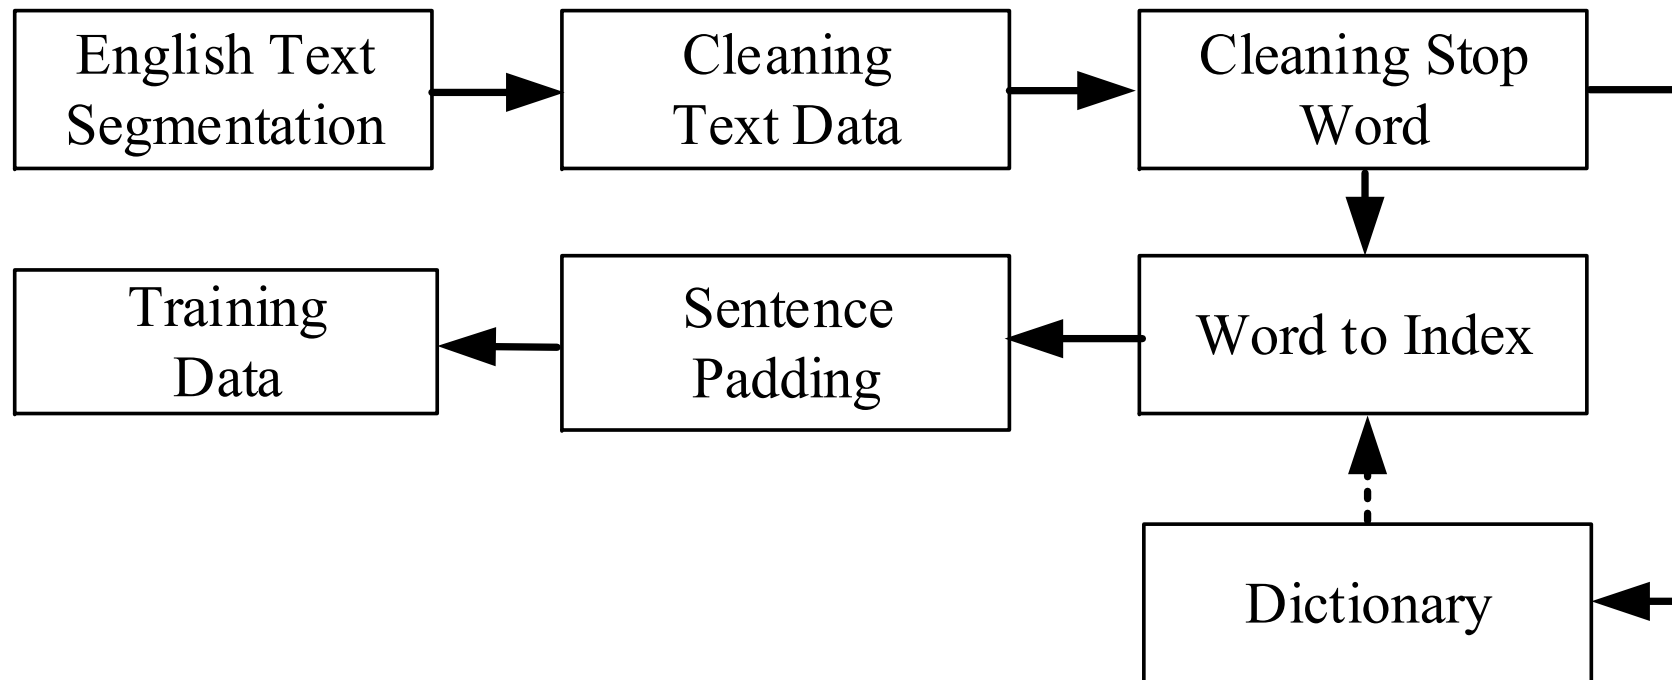 English Text
Segmentation
Cleaning
Text Data
Cleaning Stop
Word
Training
Data
Sentence
Padding
Word to Index
Dictionary